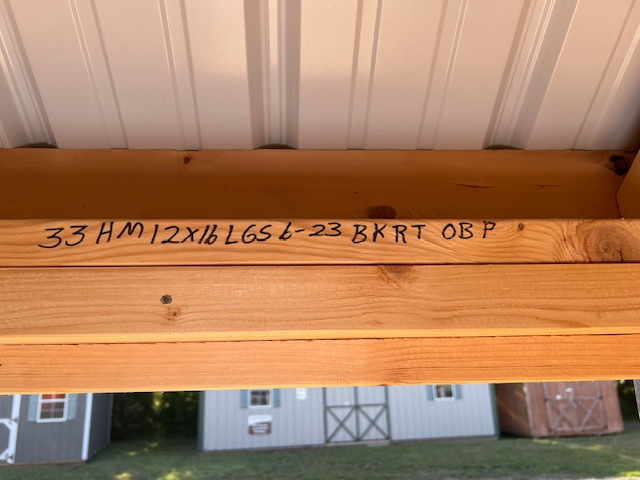 33 HM 12X16 LGS 6-23 BKRT OBP